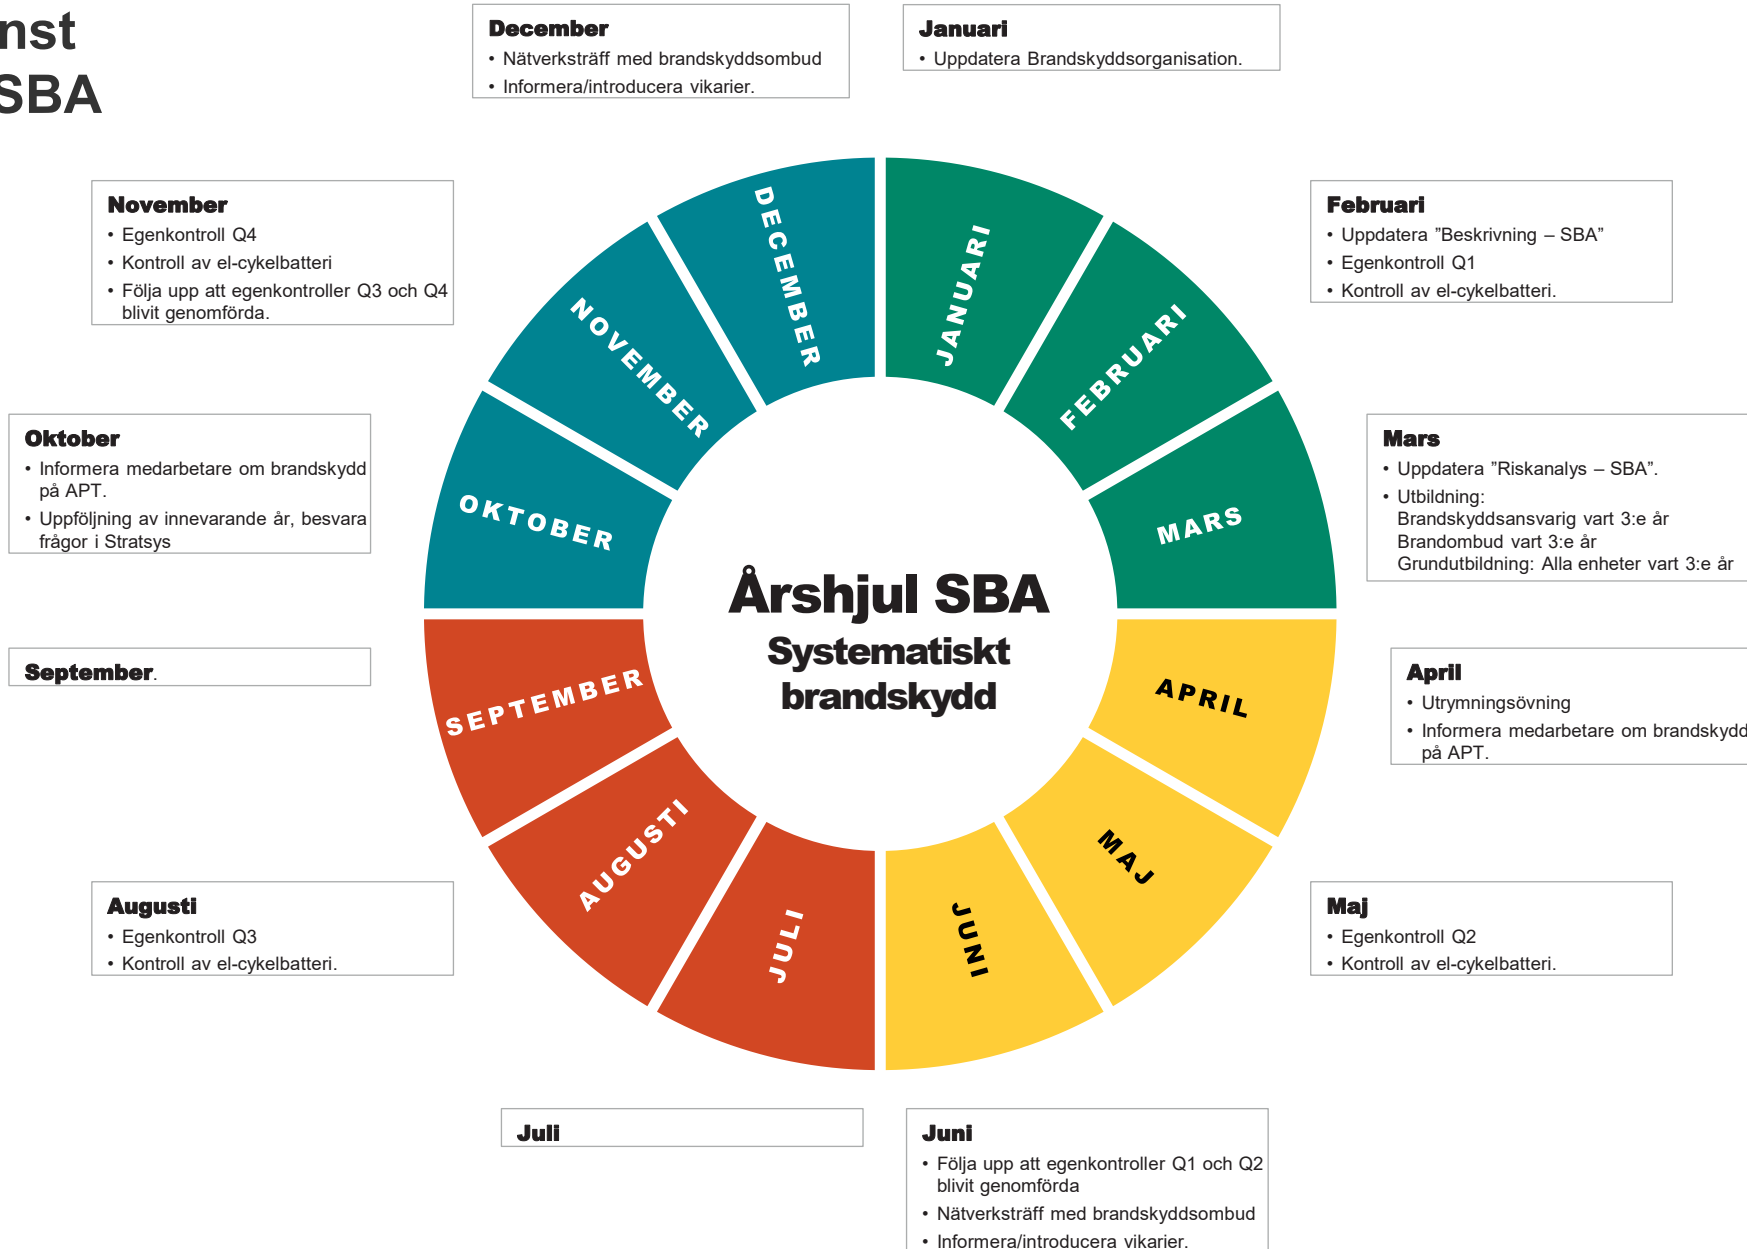 nst
SBA
December
• Nätverksträff med brandskyddsombud
• Informera/introducera vikarier.
Januari
• Uppdatera Brandskyddsorganisation.
November
• Egenkontroll Q4
• Kontroll av el-cykelbatteri
• Följa upp att egenkontroller Q3 och Q4
blivit genomförda.
Februari
• Uppdatera ”Beskrivning – SBA”
• Egenkontroll Q1
• Kontroll av el-cykelbatteri.
Oktober
• Informera medarbetare om brandskydd
på APT.
• Uppföljning av innevarande år, besvara
frågor i Stratsys
Mars
• Uppdatera ”Riskanalys – SBA”.
• Utbildning:
Brandskyddsansvarig vart 3:e år
Brandombud vart 3:e år
Grundutbildning: Alla enheter vart 3:e år
September.
April
• Utrymningsövning
• Informera medarbetare om brandskydd
på APT.
Augusti
• Egenkontroll Q3
• Kontroll av el-cykelbatteri.
Maj
• Egenkontroll Q2
• Kontroll av el-cykelbatteri.
Juli
Juni
• Följa upp att egenkontroller Q1 och Q2
blivit genomförda
• Nätverksträff med brandskyddsombud
• Informera/introducera vikarier.
JANUARI
FEBRUARI
MARS
APRIL
MAJ
JUNI
JULI
AUGUSTI
SEPTEMBER
OKTOBER
NOVEMBER
DECEMBER
Årshjul SBA
Systematiskt
brandskydd